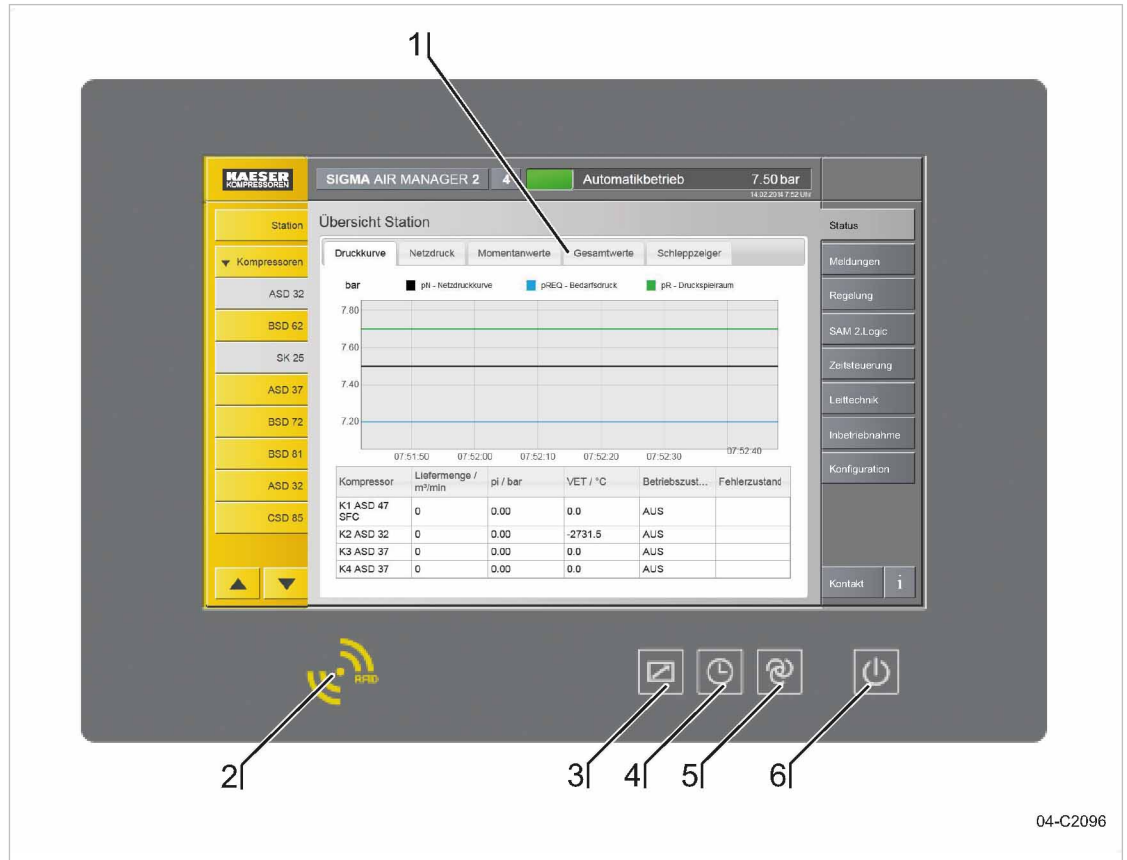 1
KAESER
KOMPRESSOREN
SIGMA AIR MANAGER 2
4
Automatikbetrieb
7.50 bar
14.02.2014 7:52 Uhr
Station
Kompressoren
ASD 32
BSD 62
SK 25
ASD 37
BSD 72
BSD 81
ASD 32
CSD 85
Übersicht Station
Druckkurve Netzdruck Momentanwerte Gesamtwerte Schleppzeiger
bar pN - Netzdruckkurve pREQ - Bedarfsdruck pR - Druckspielraum
7.80
7.60
7.40
7.20
07:51:50 07:52:00 07:52:10 07:52:20 07:52:30 07:52:40
Kompressor Liefermenge / m³/min pi / bar VET / °C Betriebszust... Fehlerzustand
K1 ASD 47 SFC 0 0.00 0.0 AUS
K2 ASD 32 0 0.00 -2731.5 AUS
K3 ASD 37 0 0.00 0.0 AUS
K4 ASD 37 0 0.00 0.0 AUS
Status
Meldungen
Regelung
SAM 2.Logic
Zeitsteuerung
Leittechnik
Inbetriebnahme
Konfiguration
Kontakt i
RFID
2 3 4 5 6
04-C2096